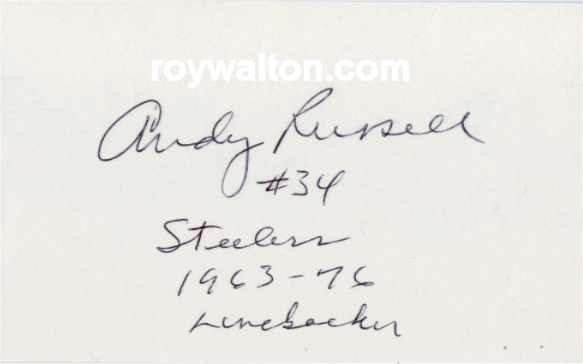 roywalton.com
Andy Russell
#34
Steelers
1963-76
Linebacker